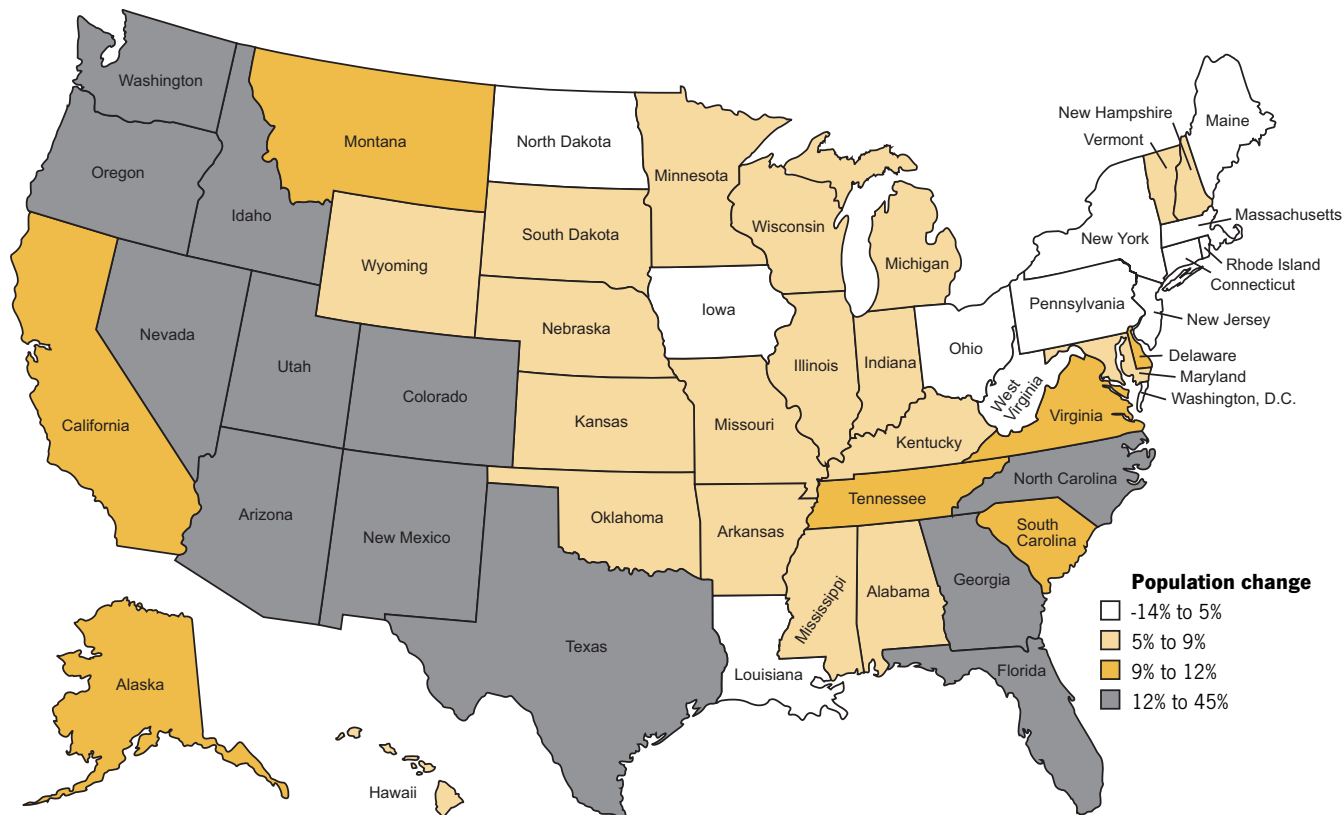 Washington
Montana
North Dakota
Minnesota
New Hampshire
Vermont
Maine
Oregon
Idaho
Wisconsin
South Dakota
Wyoming
Michigan
New York
Massachusetts
Rhode Island
Connecticut
Nevada
Nebraska
Iowa
Pennsylvania
New Jersey
Utah
Colorado
Illinois
Indiana
Ohio
Delaware
Maryland
Washington, D.C.
West
Virginia
California
Kansas
Missouri
Kentucky
Virginia
Arizona
New Mexico
Oklahoma
Arkansas
Tennessee
North Carolina
South
Carolina
Mississippi
Alabama
Georgia
Texas
Louisiana
Florida
Alaska
Hawaii
Population change
-14% to 5%
5% to 9%
9% to 12%
12% to 45%